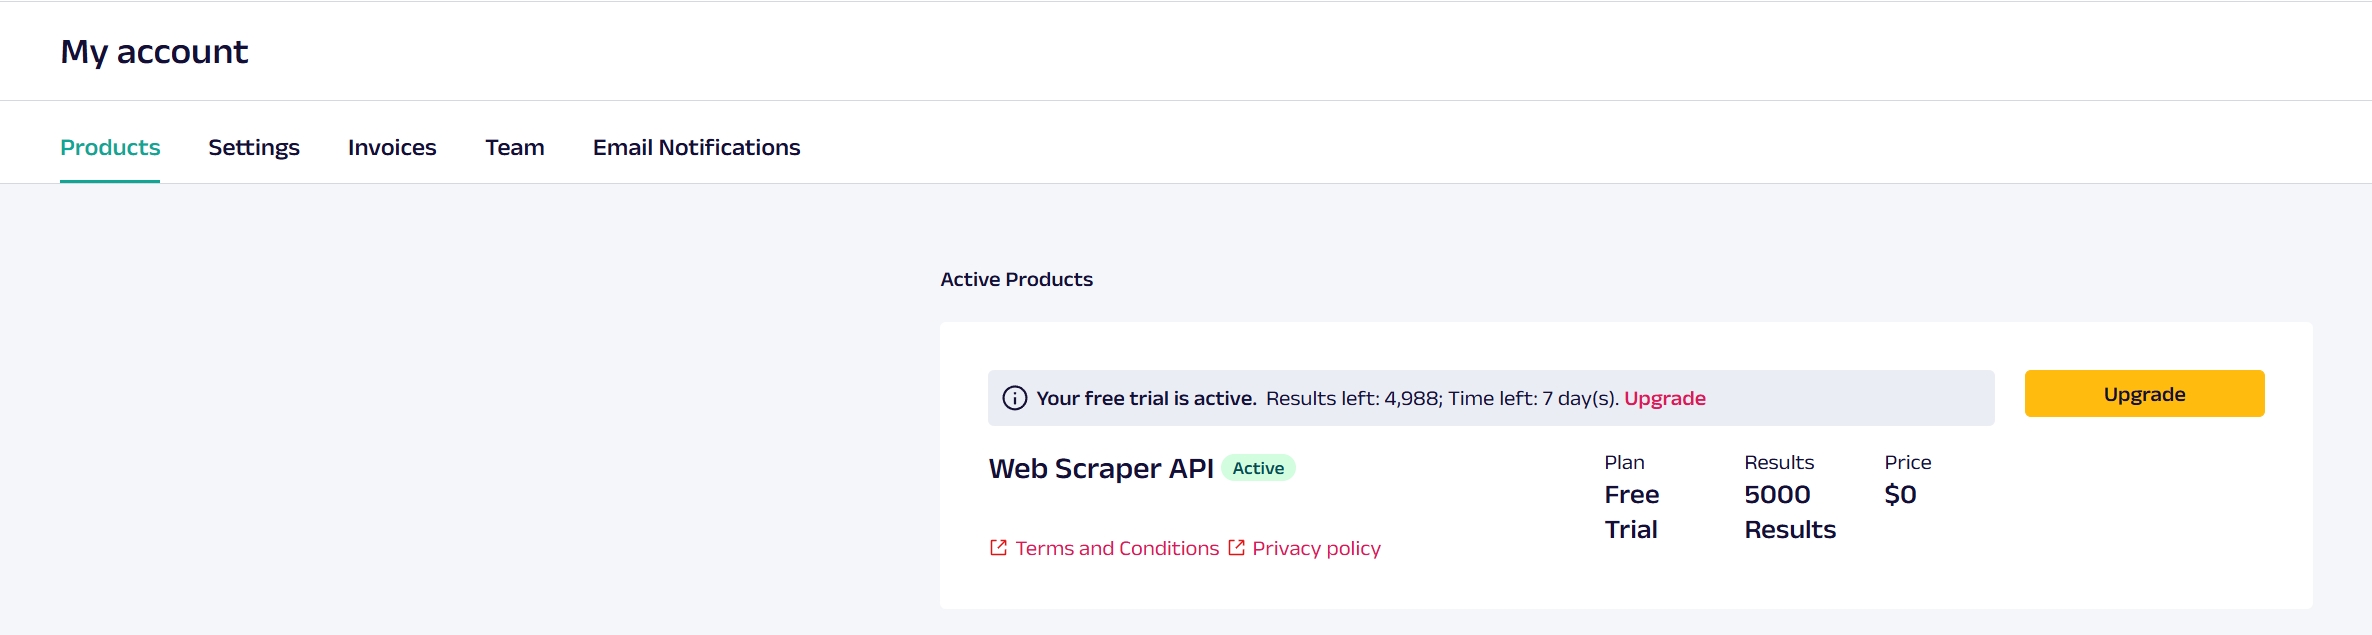 My account
Products Settings Invoices Team Email Notifications
Active Products
Your free trial is active. Results left: 4,988; Time left: 7 day(s). Upgrade
Upgrade
Web Scraper API Active
Plan Results Price
Free 5000 $0
Trial Results
Terms and Conditions Privacy policy